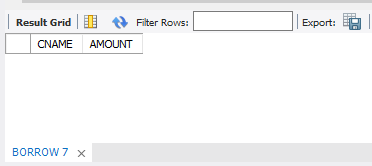 Result Grid Filter Rows: Export:
CNAME AMOUNT
BORROW 7 ×